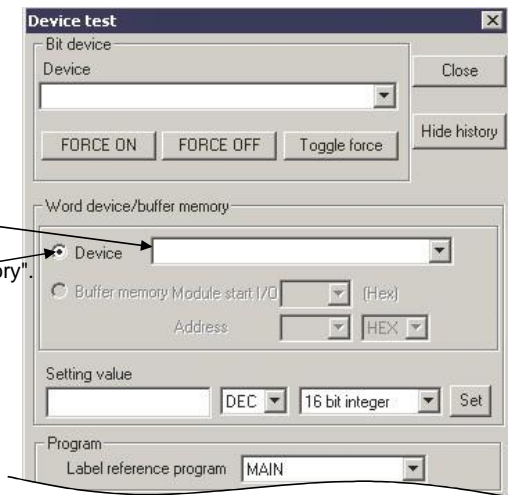 Device test
Bit device
Device
Close
FORCE ON FORCE OFF Toggle force
Hide history
Word device/buffer memory
Device
ory".
Buffer memory Module start I/O (Hex)
Address HEX
Setting value
DEC 16 bit integer Set
Program
Label reference program MAIN